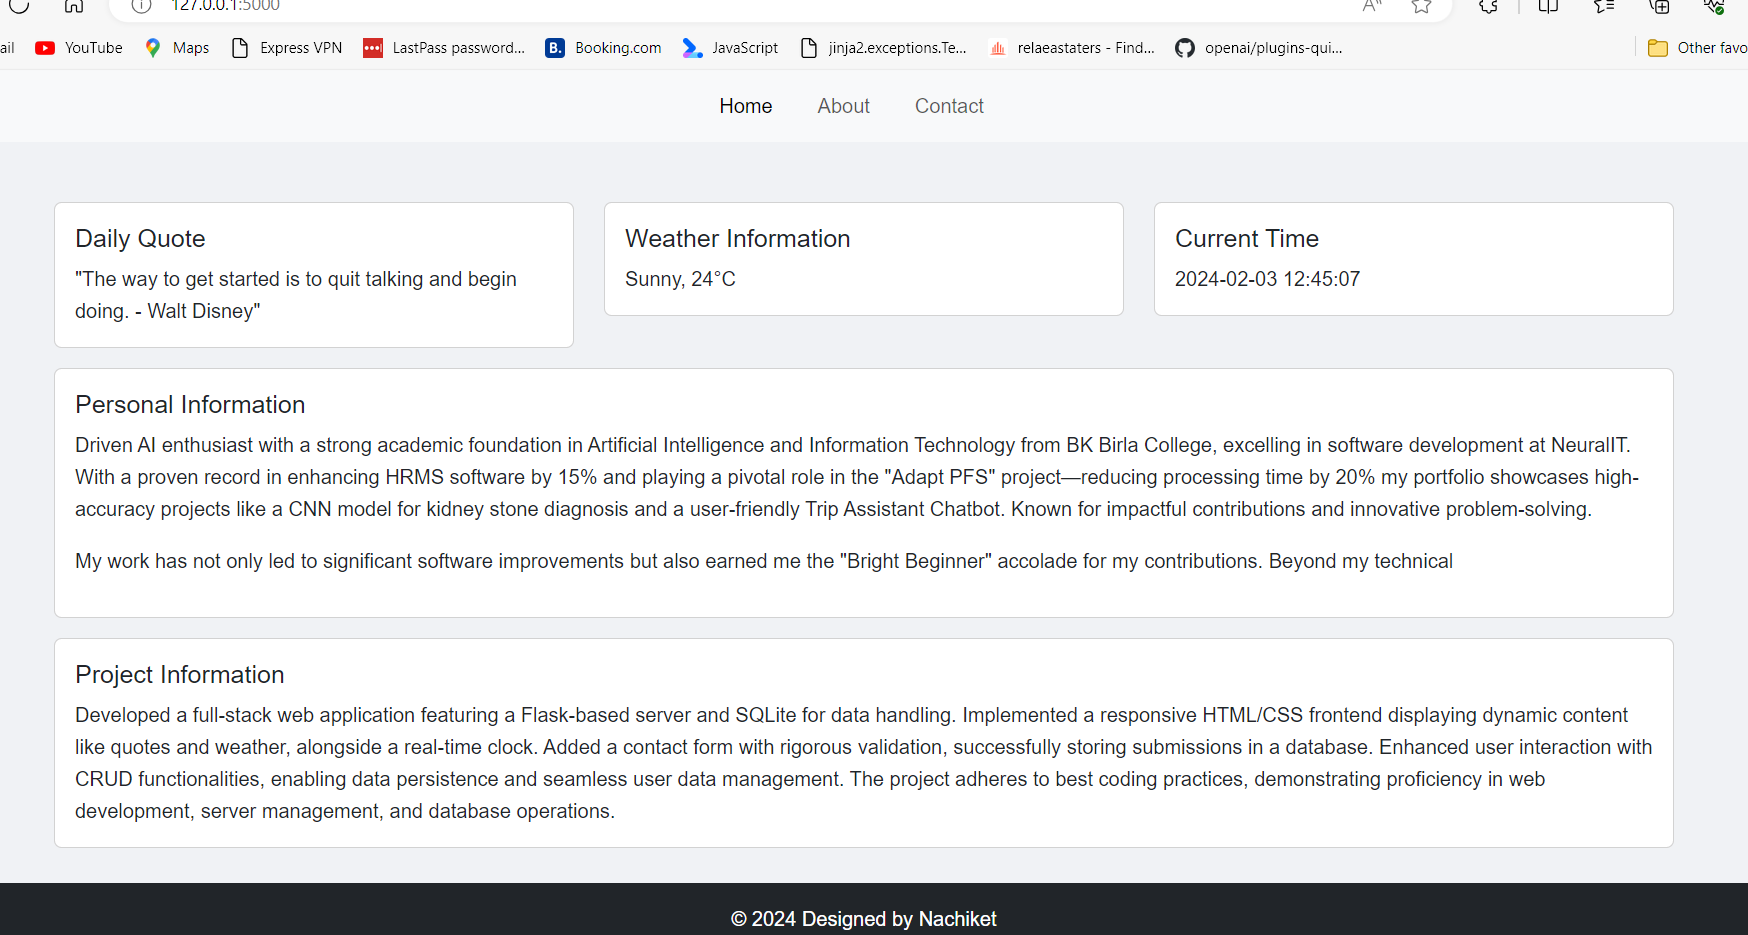 127.0.0.1:5000
ail YouTube Maps Express VPN LastPass password... Booking.com JavaScript jinja2.exceptions.Te... relaeastaters - Find... openai/plugins-qui... Other favo
Home About Contact
Daily Quote
"The way to get started is to quit talking and begin
doing. - Walt Disney"
Weather Information
Sunny, 24°C
Current Time
2024-02-03 12:45:07
Personal Information
Driven AI enthusiast with a strong academic foundation in Artificial Intelligence and Information Technology from BK Birla College, excelling in software development at NeuralIT.
With a proven record in enhancing HRMS software by 15% and playing a pivotal role in the "Adapt PFS" project—reducing processing time by 20% my portfolio showcases high-
accuracy projects like a CNN model for kidney stone diagnosis and a user-friendly Trip Assistant Chatbot. Known for impactful contributions and innovative problem-solving.
My work has not only led to significant software improvements but also earned me the "Bright Beginner" accolade for my contributions. Beyond my technical
Project Information
Developed a full-stack web application featuring a Flask-based server and SQLite for data handling. Implemented a responsive HTML/CSS frontend displaying dynamic content
like quotes and weather, alongside a real-time clock. Added a contact form with rigorous validation, successfully storing submissions in a database. Enhanced user interaction with
CRUD functionalities, enabling data persistence and seamless user data management. The project adheres to best coding practices, demonstrating proficiency in web
development, server management, and database operations.
© 2024 Designed by Nachiket